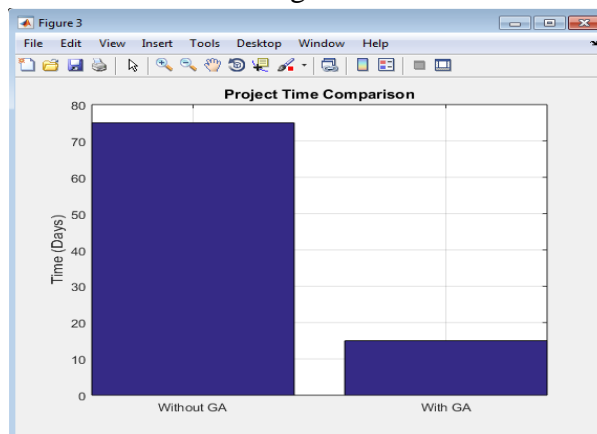 Figure 3
File Edit View Insert Tools Desktop Window Help
Project Time Comparison
80
70
60
50
40
30
20
10
0
Time (Days)
Without GA With GA